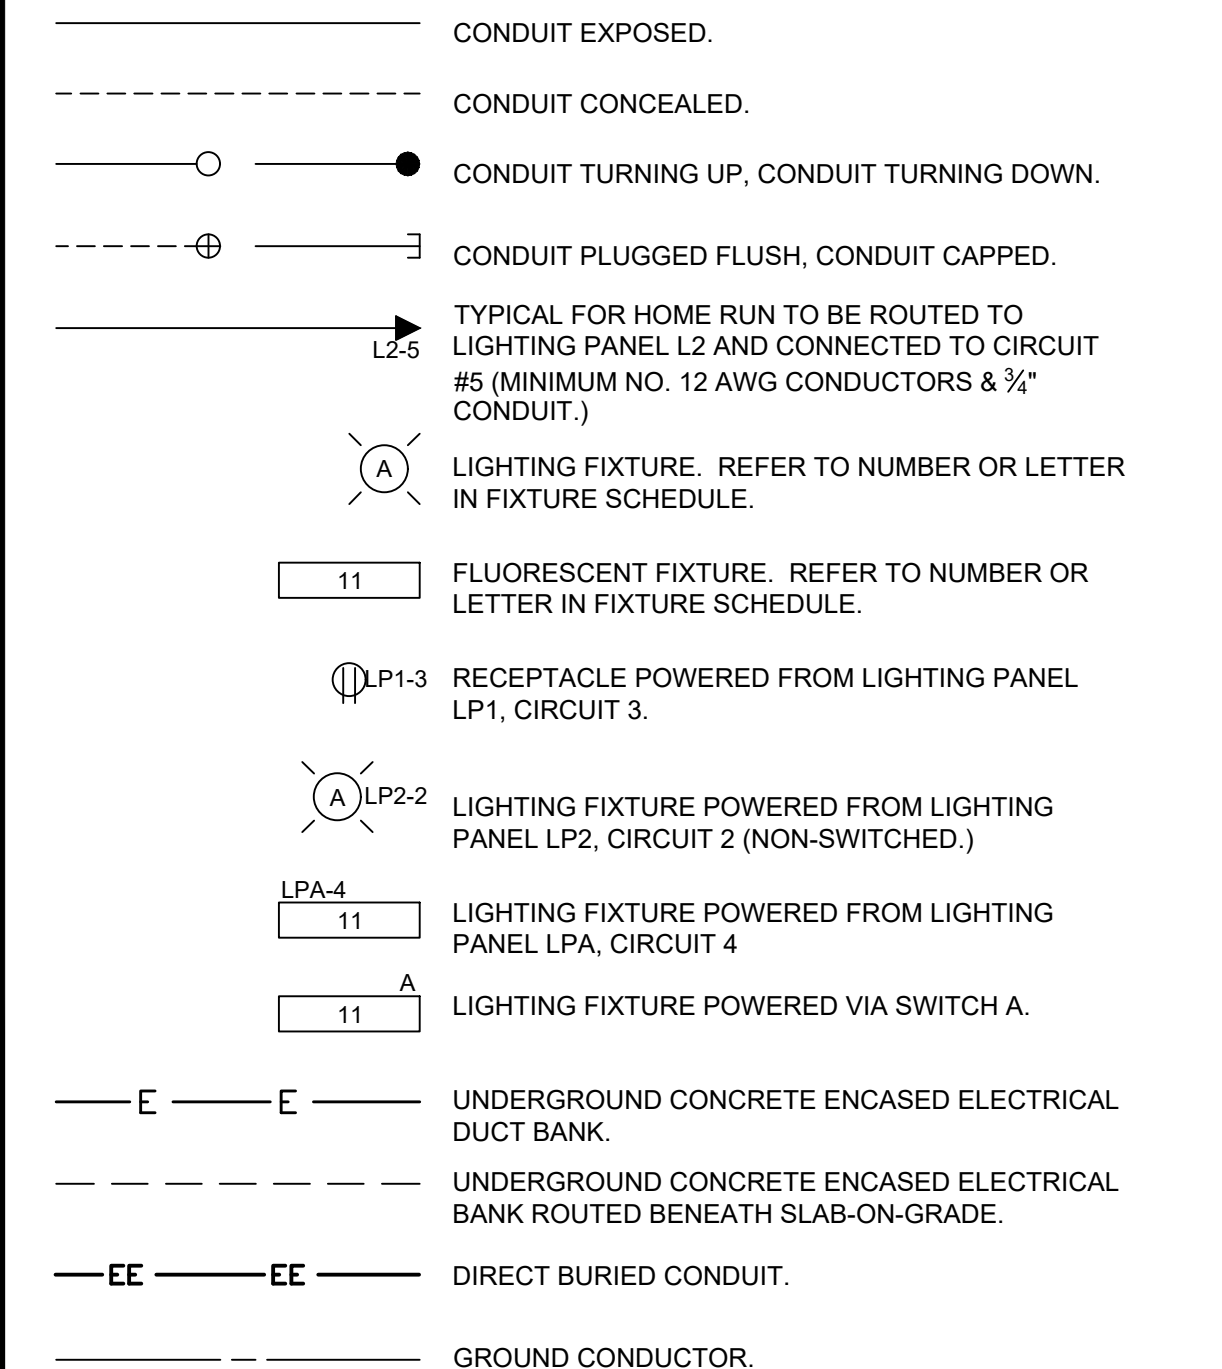 CONDUIT EXPOSED.
CONDUIT CONCEALED.
CONDUIT TURNING UP, CONDUIT TURNING DOWN.
CONDUIT PLUGGED FLUSH, CONDUIT CAPPED.
L2-5
TYPICAL FOR HOME RUN TO BE ROUTED TO
LIGHTING PANEL L2 AND CONNECTED TO CIRCUIT
#5 (MINIMUM NO. 12 AWG CONDUCTORS & ¾"
CONDUIT.)
A
LIGHTING FIXTURE. REFER TO NUMBER OR LETTER
IN FIXTURE SCHEDULE.
11
FLUORESCENT FIXTURE. REFER TO NUMBER OR
LETTER IN FIXTURE SCHEDULE.
LP1-3
RECEPTACLE POWERED FROM LIGHTING PANEL
LP1, CIRCUIT 3.
A
LP2-2
LIGHTING FIXTURE POWERED FROM LIGHTING
PANEL LP2, CIRCUIT 2 (NON-SWITCHED.)
LPA-4
11
LIGHTING FIXTURE POWERED FROM LIGHTING
PANEL LPA, CIRCUIT 4
A
11
LIGHTING FIXTURE POWERED VIA SWITCH A.
E E
UNDERGROUND CONCRETE ENCASED ELECTRICAL
DUCT BANK.
UNDERGROUND CONCRETE ENCASED ELECTRICAL
BANK ROUTED BENEATH SLAB-ON-GRADE.
EE EE
DIRECT BURIED CONDUIT.
GROUND CONDUCTOR.